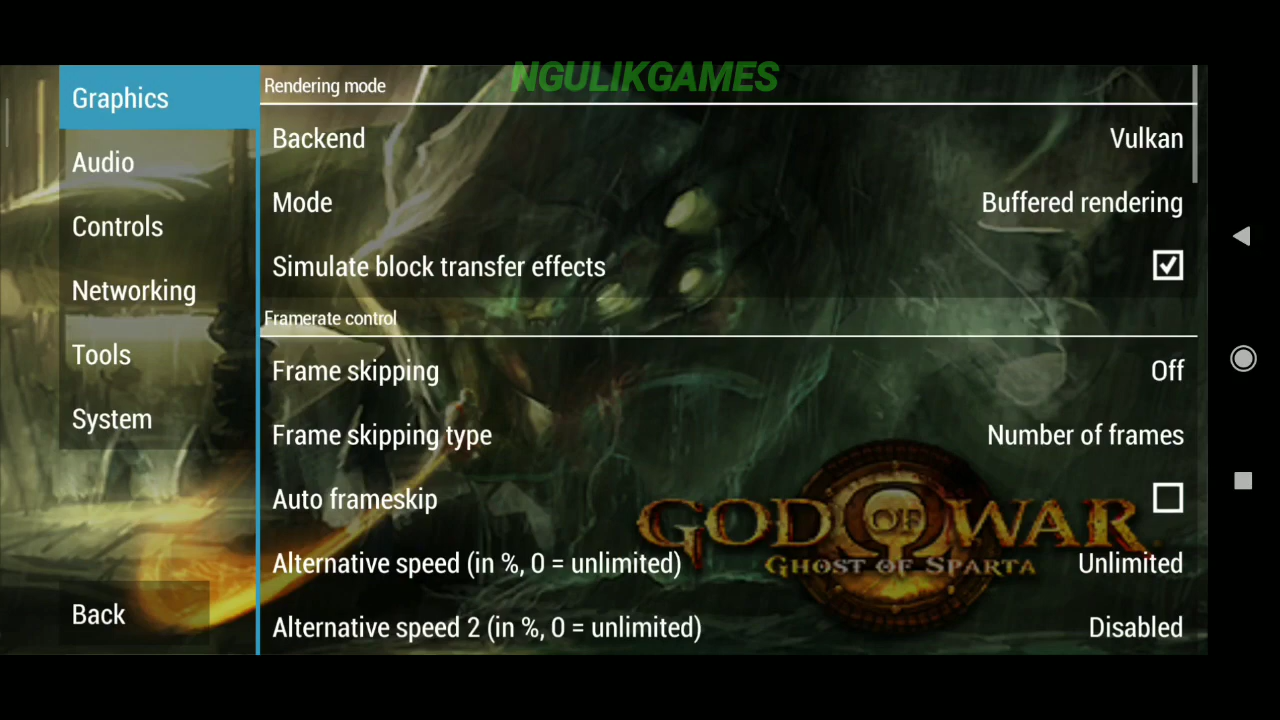 NGULIKGAMES
Graphics
Audio
Controls
Networking
Tools
System
Back
Rendering mode
Backend Vulkan
Mode Buffered rendering
Simulate block transfer effects
Framerate control
Frame skipping Off
Frame skipping type Number of frames
Auto frameskip
Alternative speed (in %, 0 = unlimited) Unlimited
Alternative speed 2 (in %, 0 = unlimited) Disabled
GOD OF WAR
GHOST OF SPARTA